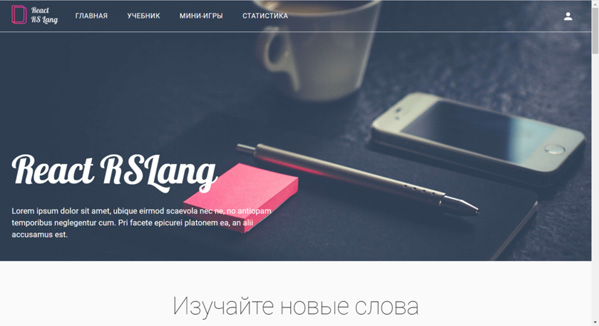 React
RS Lang
ГЛАВНАЯ
УЧЕБНИК
МИНИ-ИГРЫ
СТАТИСТИКА
React RSLang
Lorem ipsum dolor sit amet, ubique eirmod scaevola nec ne, no antiopam
temporibus neglegentur cum. Pri facete epicurei platonem ea, an alii
accusamus est.
Изучайте новые слова